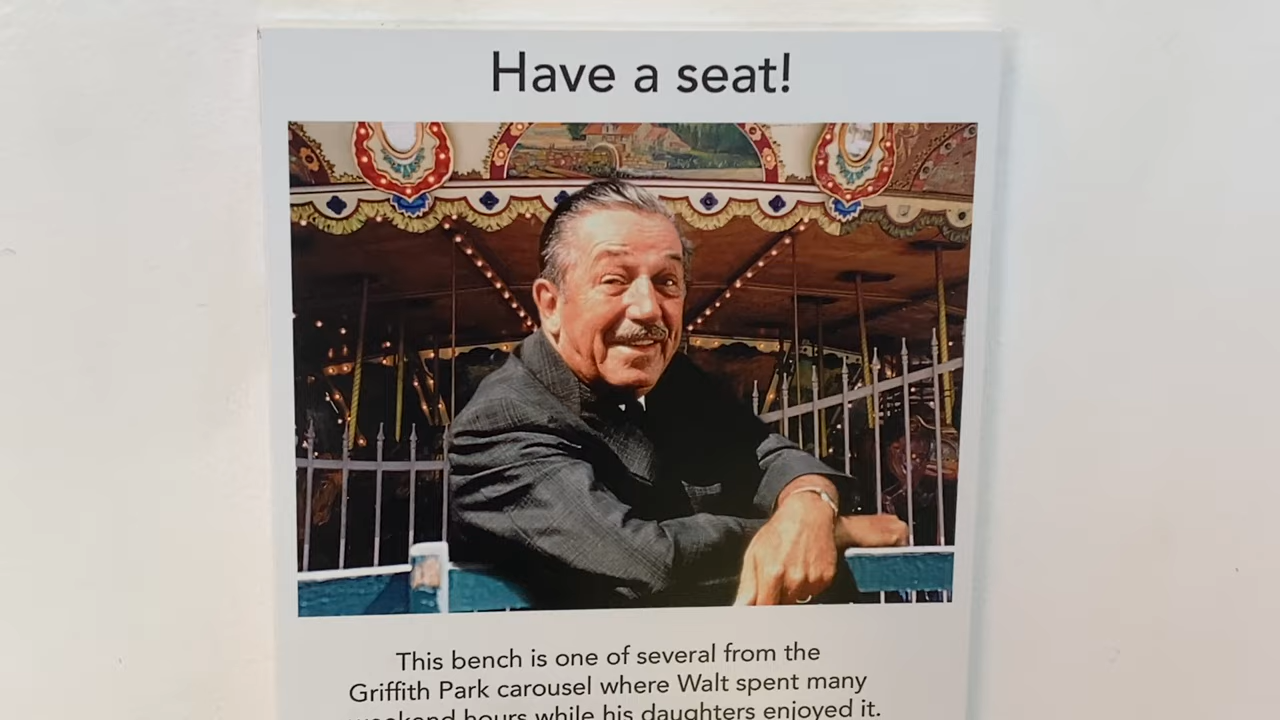 Have a seat!
This bench is one of several from the
Griffith Park carousel where Walt spent many
weekend hours while his daughters enjoyed it.